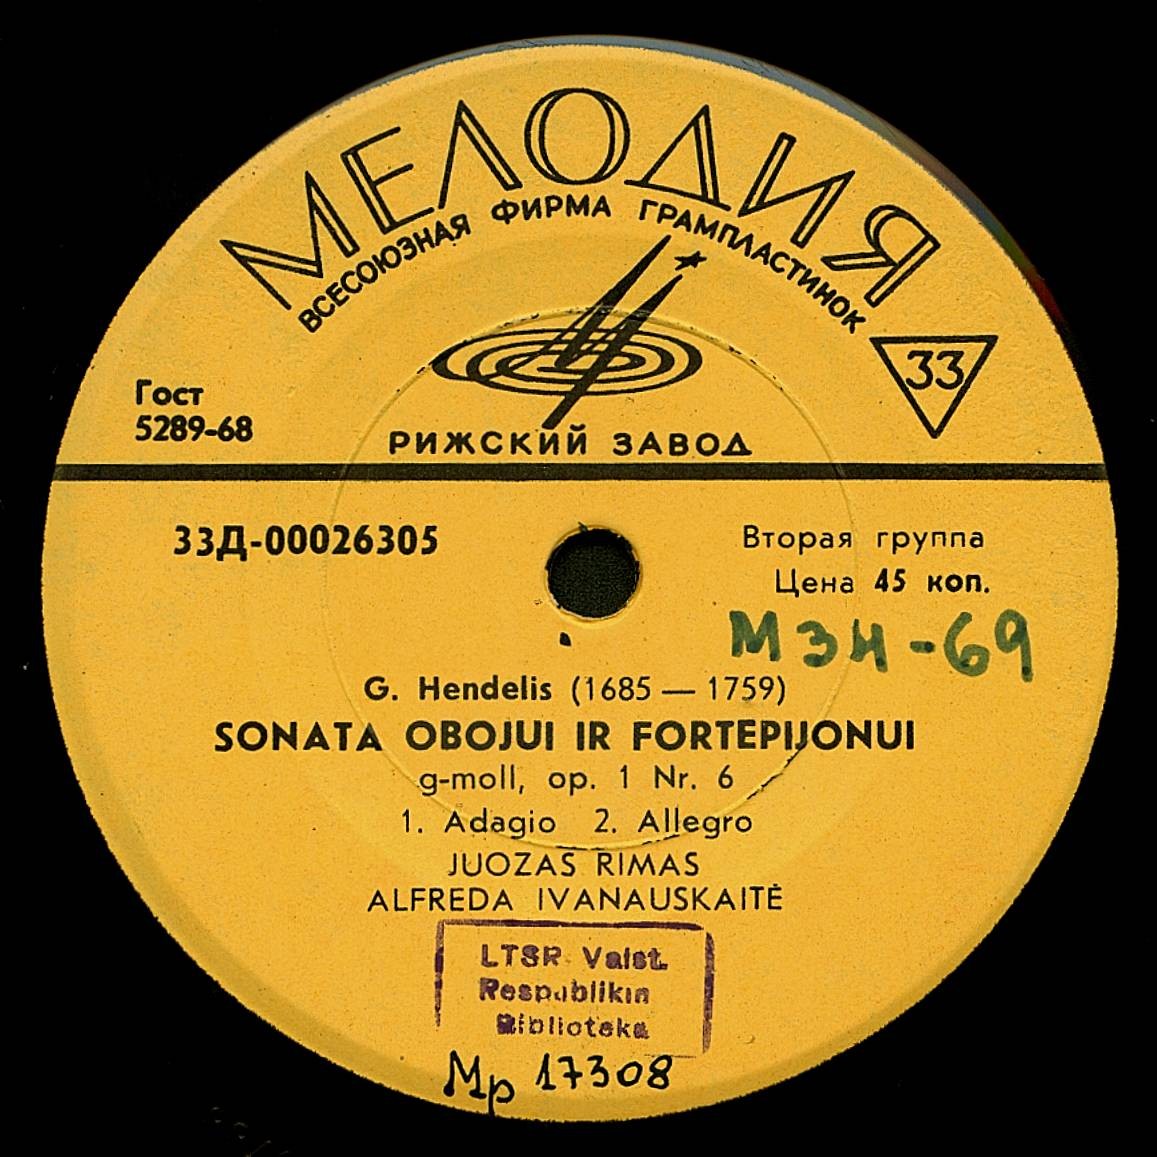 МЕЛОДИЯ
ВСЕСОЮЗНАЯ ФИРМА ГРАМПЛАСТИНОК
33
Гост
5289-68
РИЖСКИЙ ЗАВОД
33Д-00026305
Вторая группа
Цена 45 коп.
МЗН-69
G. Hendelis (1685 — 1759)
SONATA OBOJUI IR FORTEPIJONUI
g-moll, op. 1 Nr. 6
1. Adagio 2. Allegro
JUOZAS RIMAS
ALFREDA IVANAUSKAITĖ
LTSR Valst.
Respublikin
Biblioteka
Mp 17308